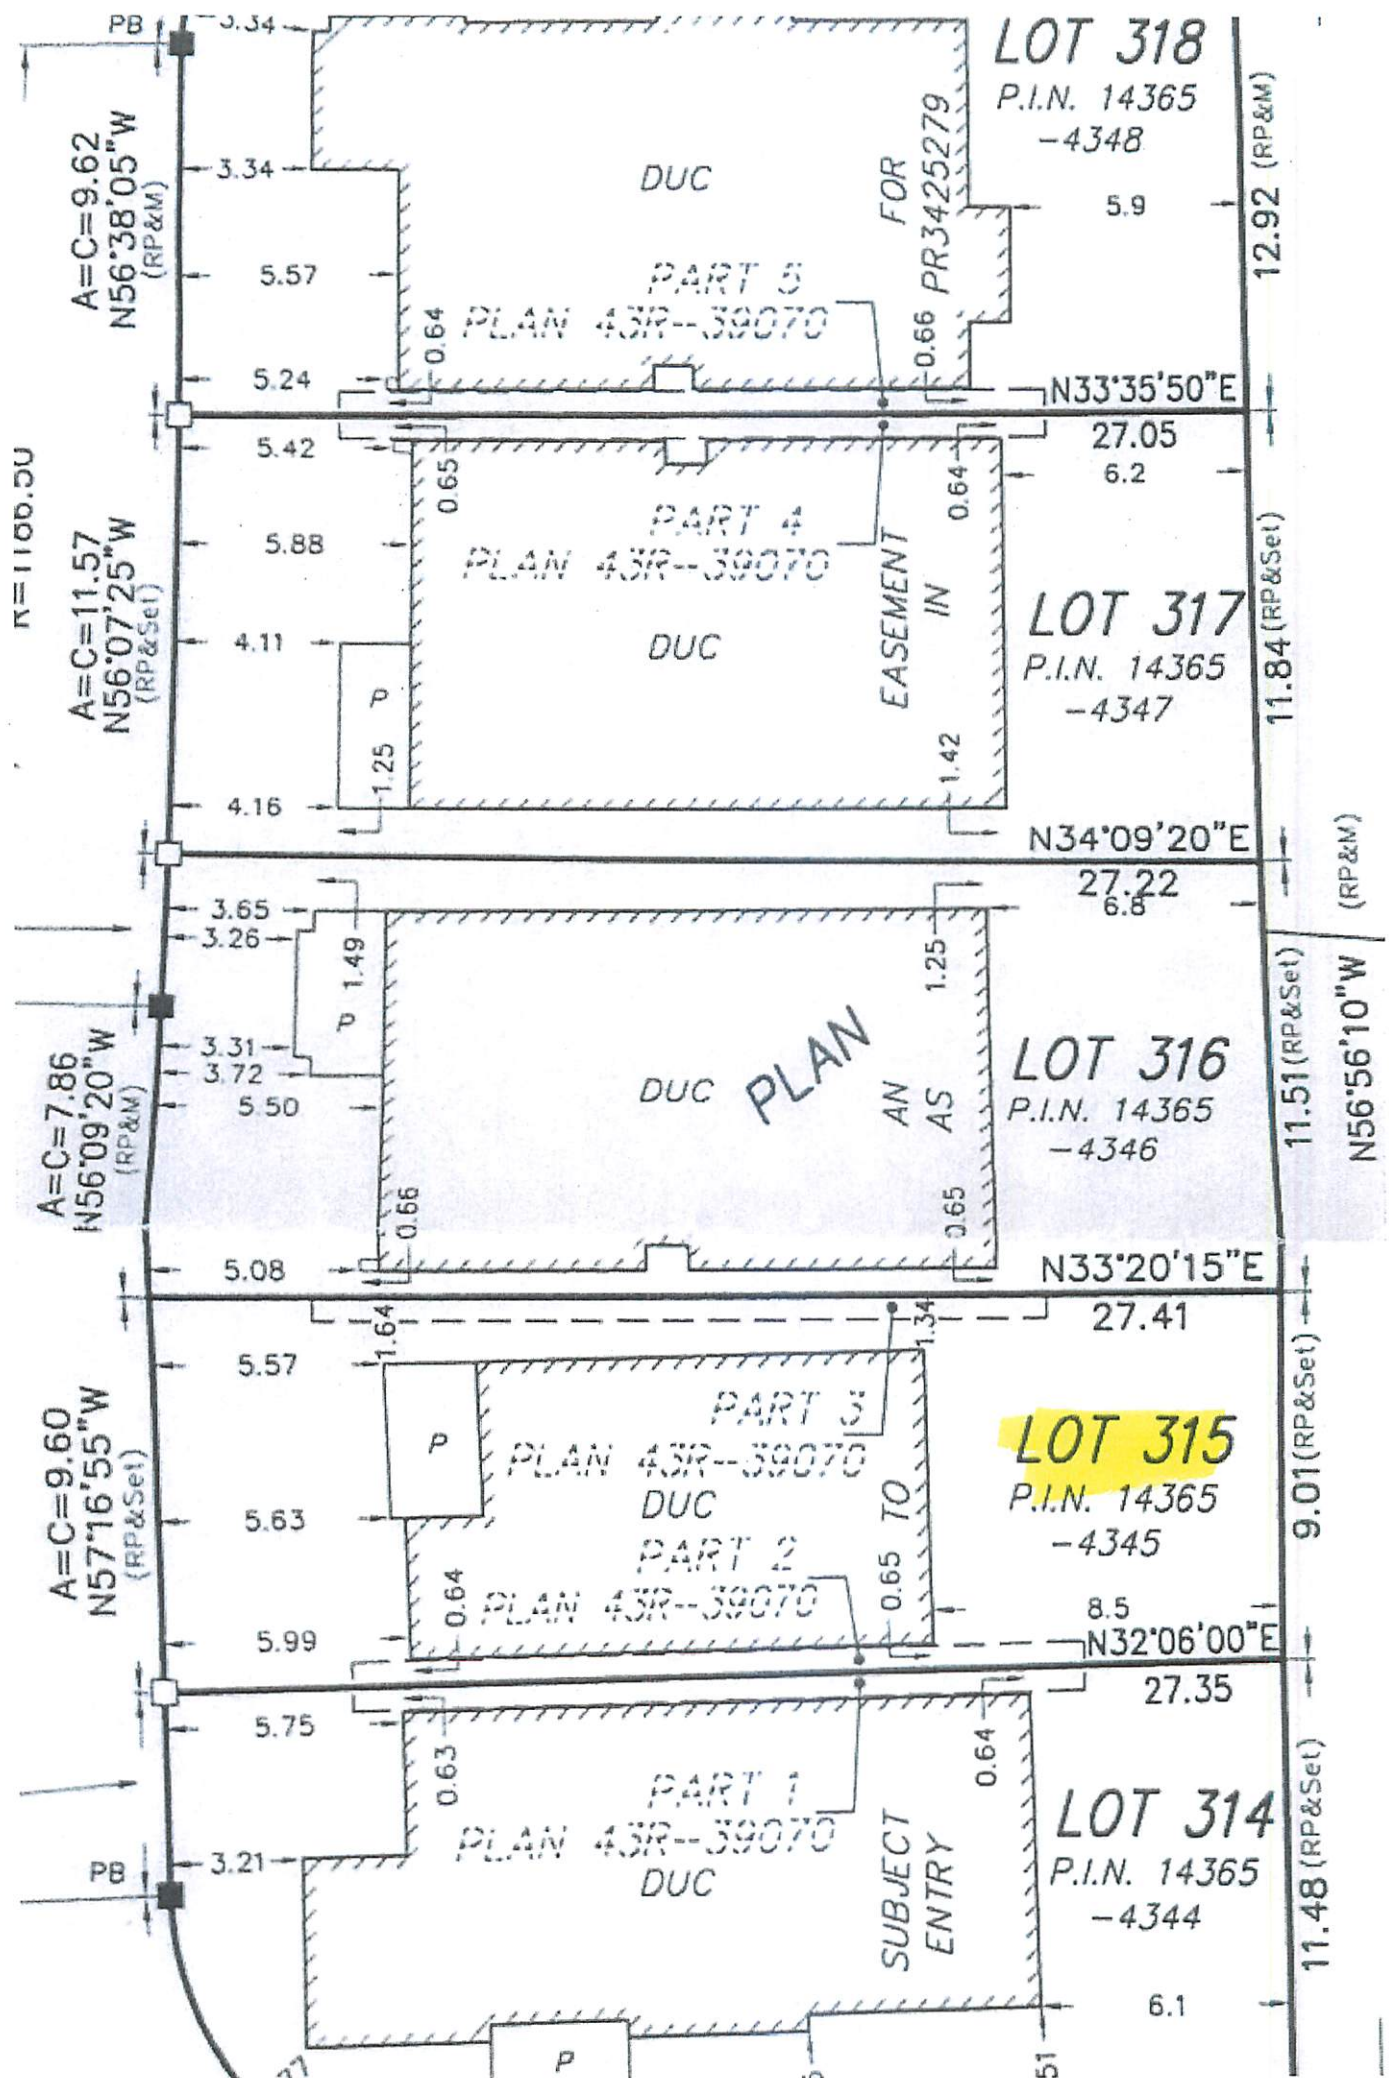 PB
3.34
LOT 318
P.I.N. 14365
-4348
A=C=9.62
N56°38'05"W
(RP&M)
3.34
DUC
FOR
PR3425279
5.9
12.92 (RP&M)
5.57
PART 5
PLAN 43R--39070
0.64
0.66
5.24
N33°35'50"E
27.05
5.42
0.65
0.64
6.2
R=1166.50
A=C=11.57
N56°07'25"W
(RP&Set)
5.88
PART 4
PLAN 43R--39070
EASEMENT
IN
4.11
DUC
LOT 317
P.I.N. 14365
-4347
11.84 (RP&Set)
P
1.25
1.42
4.16
N34°09'20"E
27.22
6.8
(RP&M)
3.65
3.26
1.49
1.25
P
3.31
3.72
5.50
A=C=7.86
N56°09'20"W
(RP&M)
DUC
PLAN
AN
AS
LOT 316
P.I.N. 14365
-4346
11.51 (RP&Set)
N56°56'10"W
0.66
0.65
5.08
N33°20'15"E
27.41
1.64
1.34
5.57
A=C=9.60
N57°16'55"W
(RP&Set)
P
PART 3
PLAN 43R--39070
LOT 315
P.I.N. 14365
-4345
9.01 (RP&Set)
DUC
TO
5.63
PART 2
PLAN 43R--39070
0.64
0.65
8.5
5.99
N32°06'00"E
27.35
5.75
0.63
0.64
PART 1
PLAN 43R--39070
DUC
SUBJECT
ENTRY
LOT 314
P.I.N. 14365
-4344
11.48 (RP&Set)
PB
3.21
6.1
P
51